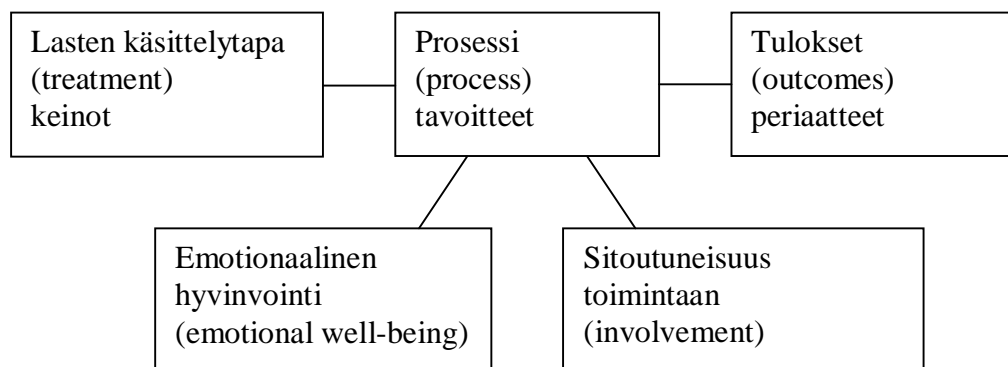 Lasten käsittelytapa
(treatment)
keinot
Prosessi
(process)
tavoitteet
Tulokset
(outcomes)
periaatteet
Emotionaalinen
hyvinvointi
(emotional well-being)
Sitoutuneisuus
toimintaan
(involvement)